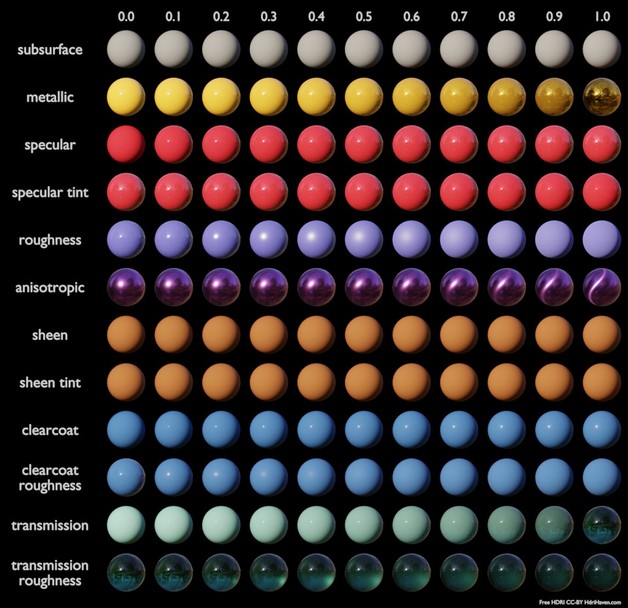 0.0 0.1 0.2 0.3 0.4 0.5 0.6 0.7 0.8 0.9 1.0
subsurface
metallic
specular
specular tint
roughness
anisotropic
sheen
sheen tint
clearcoat
clearcoat
roughness
transmission
transmission
roughness
Free HDRI CC-BY HdriHaven.com